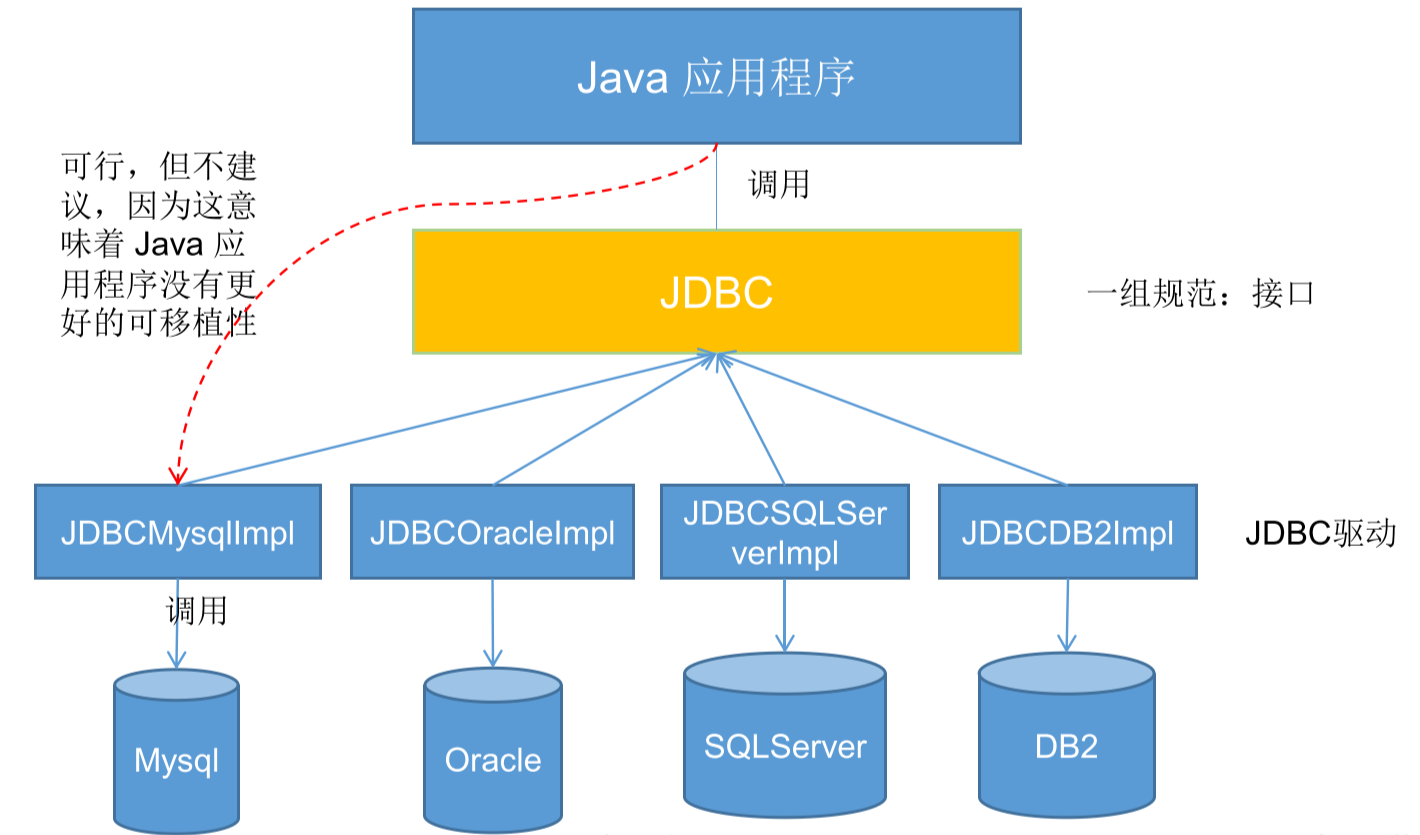 Java 应用程序
可行，但不建
议，因为这意
味着 Java 应
用程序没有更
好的可移植性
调用
JDBC
一组规范：接口
JDBCMysqlImpl
JDBCOracleImpl
JDBCSQLSer
verImpl
JDBCDB2Impl
JDBC驱动
调用
Mysql
Oracle
SQLServer
DB2